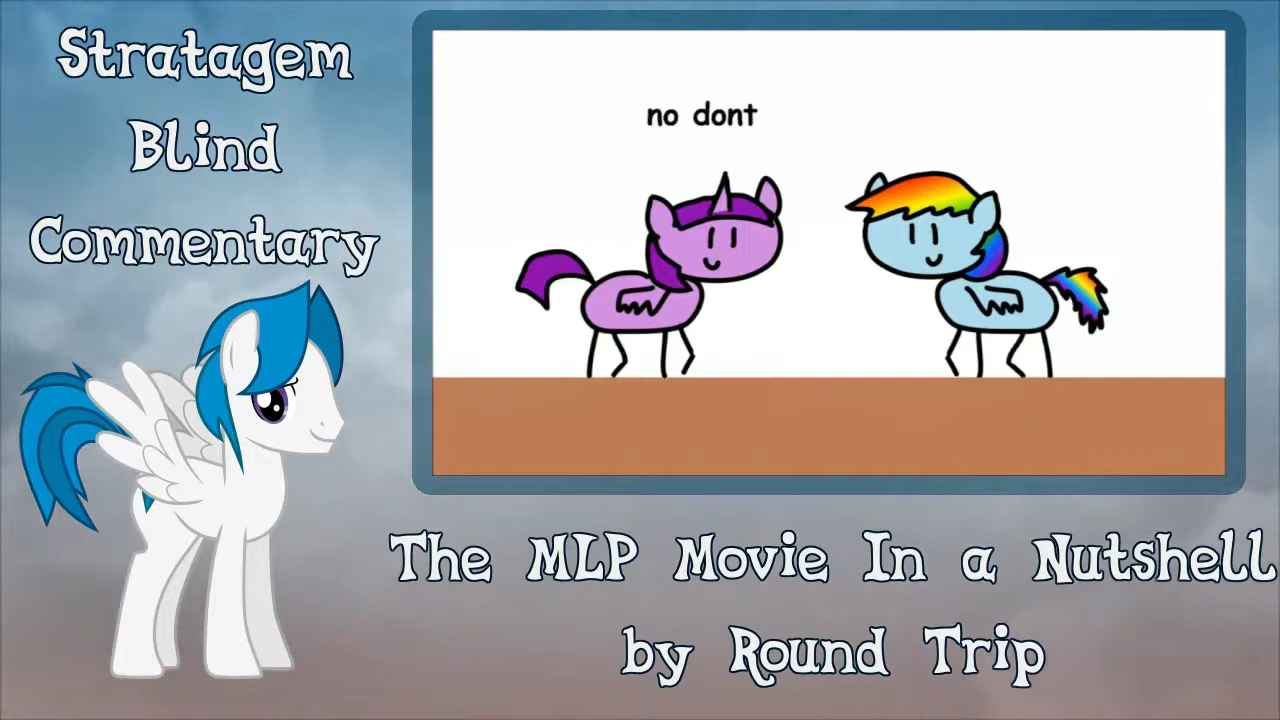 Stratagem
Blind
Commentary
no dont
The MLP Movie In a Nutshell
by Round Trip